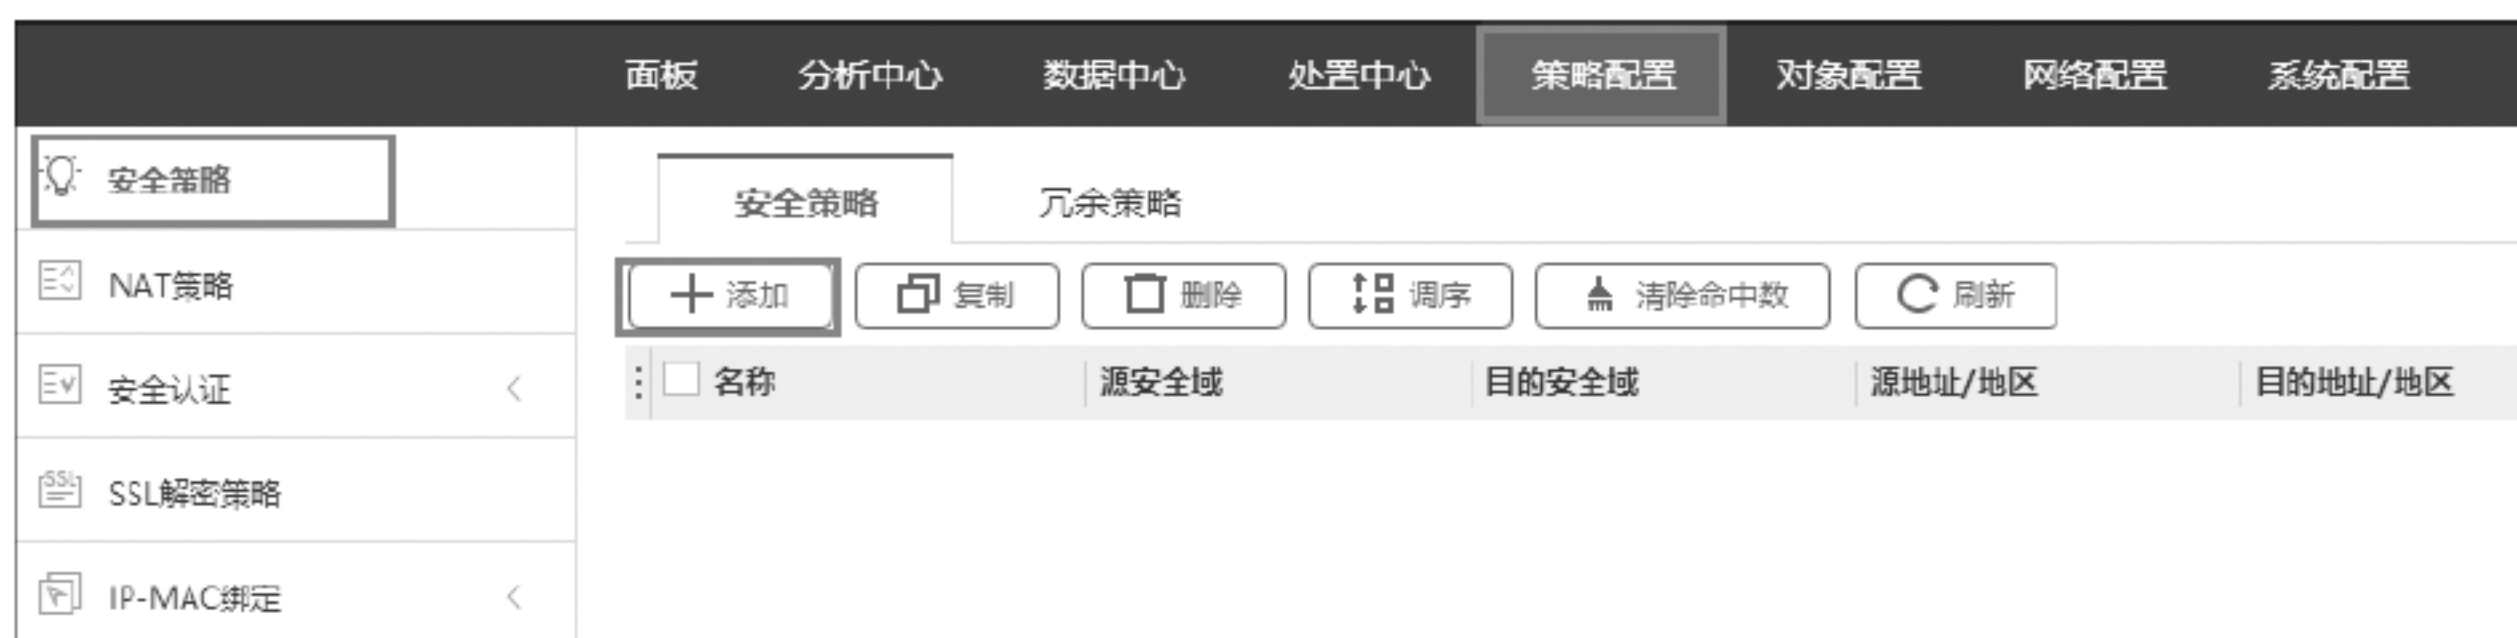 面板 分析中心 数据中心 处置中心 策略配置 对象配置 网络配置 系统配置
安全策略
NAT策略
安全认证
SSL解密策略
IP-MAC绑定
安全策略 冗余策略
添加 复制 删除 调序 清除命中数 刷新
名称 源安全域 目的安全域 源地址/地区 目的地址/地区